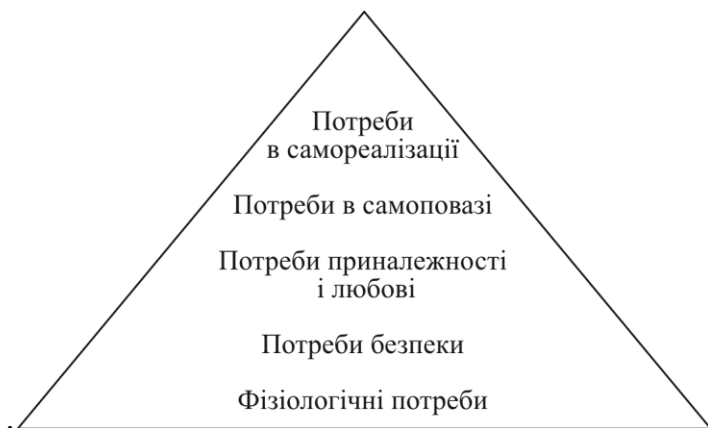 Потреби
в самореалізації
Потреби в самоповазі
Потреби приналежності
і любові
Потреби безпеки
Фізіологічні потреби